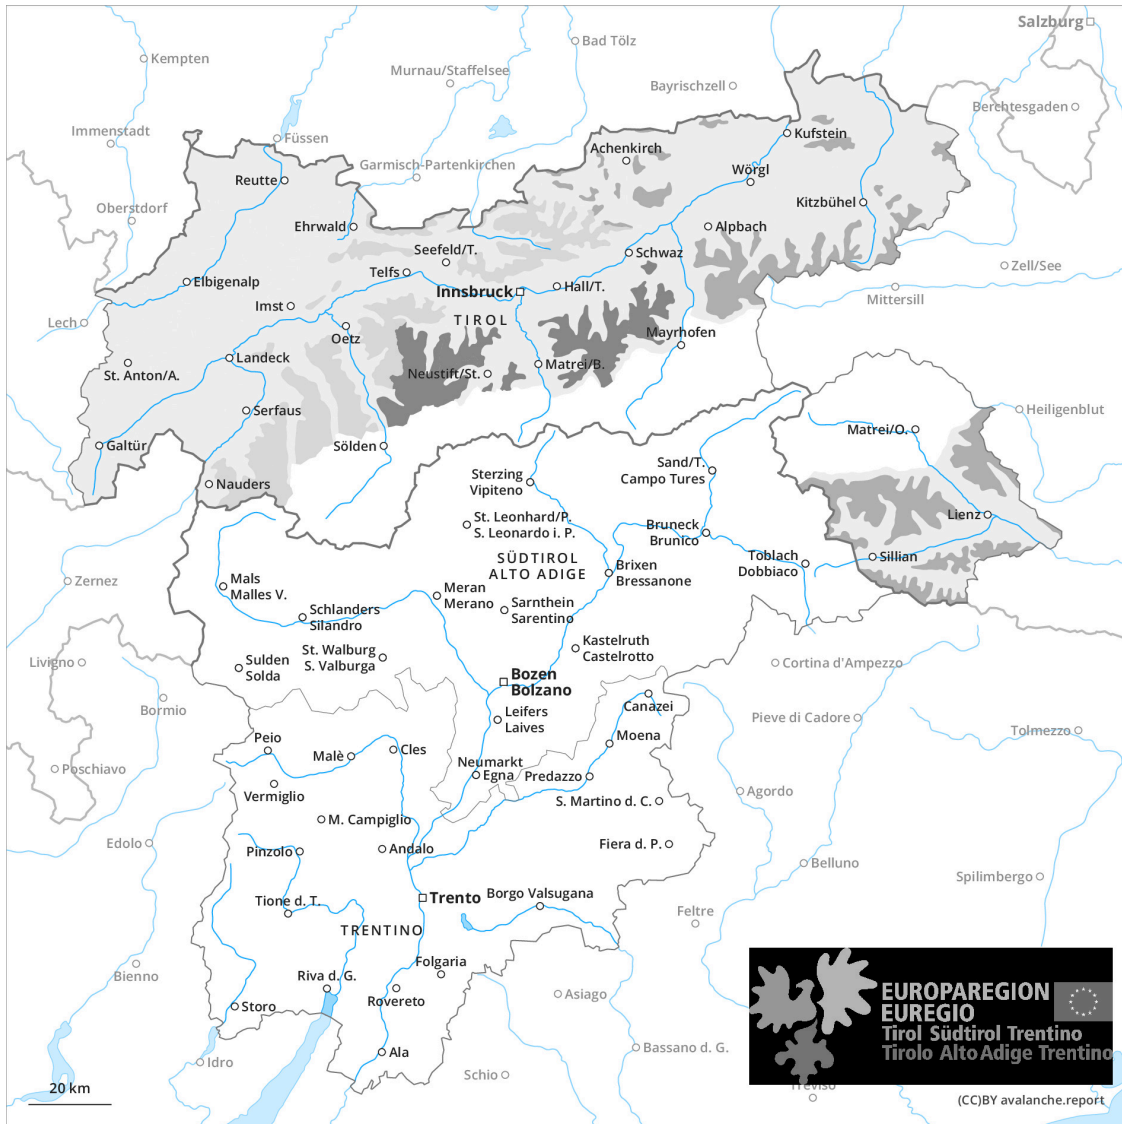 Salzburg
Bad Tölz
Kempten
Murnau/Staffelsee
Bayrischzell
Berchtesgaden
Immenstadt
Füssen
Kufstein
Achenkirch
Garmisch-Partenkirchen
Wörgl
Reutte
Kitzbühel
Oberstdorf
Ehrwald
Alpbach
Seefeld/T.
Schwaz
Telfs
Zell/See
Elbigenalp
Hall/T.
Innsbruck
Mittersill
Imst
TIROL
Lech
Mayrhofen
Oetz
Landeck
Matrei/B.
St. Anton/A.
Neustift/St.
Serfaus
Heiligenblut
Matrei/O.
Galtür
Sölden
Sterzing
Vipiteno
Sand/T.
Campo Tures
Nauders
St. Leonhard/P.
S. Leonardo i. P.
Lienz
Bruneck
Brunico
SÜDTIROL
ALTO ADIGE
Toblach
Dobbiaco
Sillian
Brixen
Bressanone
Zernez
Mals
Malles V.
Meran
Merano
Sarnthein
Sarentino
Schlanders
Silandro
Kastelruth
Castelrotto
St. Walburg
S. Valburga
Livigno
Sulden
Solda
Cortina d'Ampezzo
Bozen
Bolzano
Canazei
Bormio
Leifers
Laives
Pieve di Cadore
Tolmezzo
Moena
Peio
Malè
Cles
Neumarkt
Egna
Predazzo
Poschiavo
Vermiglio
Agordo
S. Martino d. C.
M. Campiglio
Edolo
Pinzolo
Andalo
Fiera d. P.
Belluno
Spilimbergo
Tione d. T.
Trento
Borgo Valsugana
Feltre
TRENTINO
Folgaria
Bienno
Riva d. G.
Rovereto
Asiago
Storo
EUROPAREGION
EUREGIO
Tirol Südtirol Trentino
Tirolo Alto Adige Trentino
Ala
Idro
Bassano d. G.
Schio
Treviso
20 km
(CC)BY avalanche.report